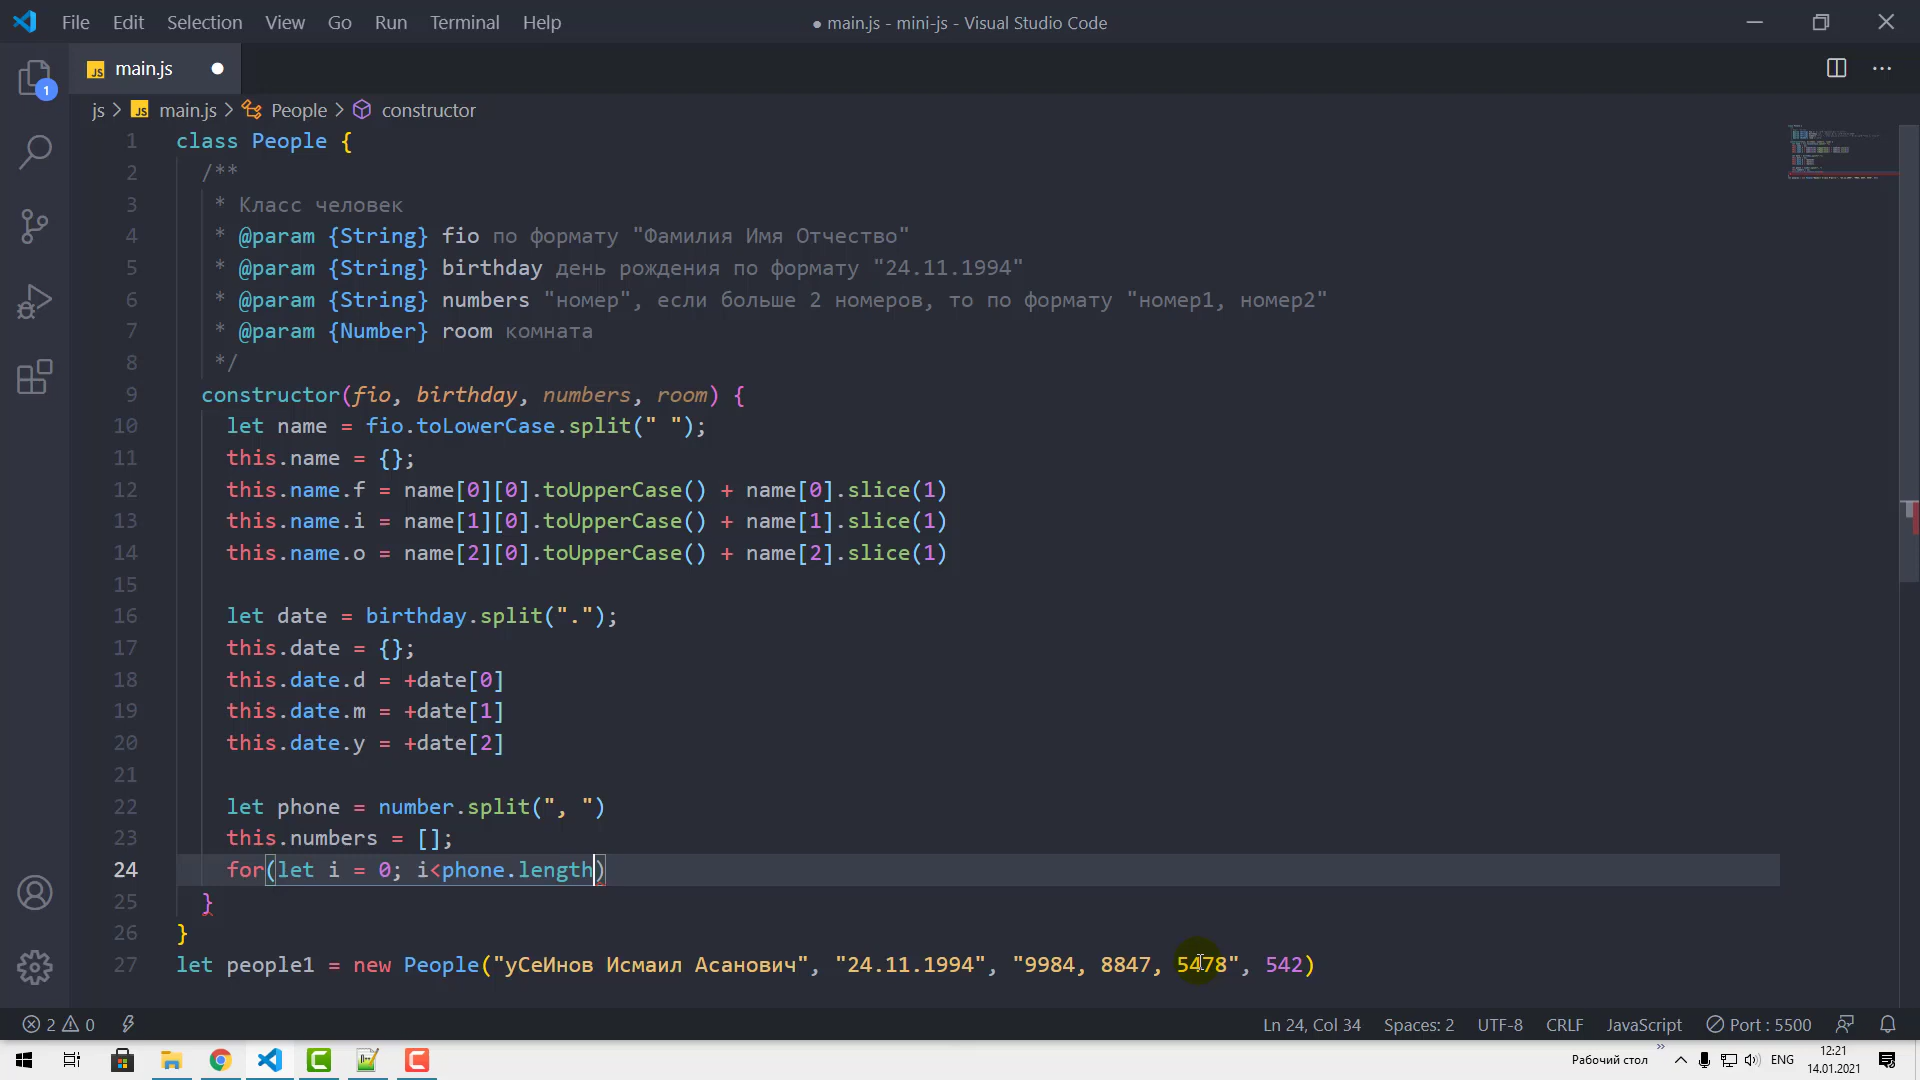 File Edit Selection View Go Run Terminal Help
● main.js - mini-js - Visual Studio Code
1
JS main.js ●
js > JS main.js > People > constructor
1 class People {
2 /**
3 * Класс человек
4 * @param {String} fio по формату "Фамилия Имя Отчество"
5 * @param {String} birthday день рождения по формату "24.11.1994"
6 * @param {String} numbers "номер", если больше 2 номеров, то по формату "номер1, номер2"
7 * @param {Number} room комната
8 */
9 constructor(fio, birthday, numbers, room) {
10 let name = fio.toLowerCase.split(" ");
11 this.name = {};
12 this.name.f = name[0][0].toUpperCase() + name[0].slice(1)
13 this.name.i = name[1][0].toUpperCase() + name[1].slice(1)
14 this.name.o = name[2][0].toUpperCase() + name[2].slice(1)
15
16 let date = birthday.split(".");
17 this.date = {};
18 this.date.d = +date[0]
19 this.date.m = +date[1]
20 this.date.y = +date[2]
21
22 let phone = number.split(", ")
23 this.numbers = [];
24 for(let i = 0; i<phone.length)
25 }
26 }
27 let people1 = new People("уСеИнов Исмаил Асанович", "24.11.1994", "9984, 8847, 5478", 542)
2 0 Ln 24, Col 34 Spaces: 2 UTF-8 CRLF JavaScript Port : 5500
Рабочий стол » ENG 12:21
14.01.2021